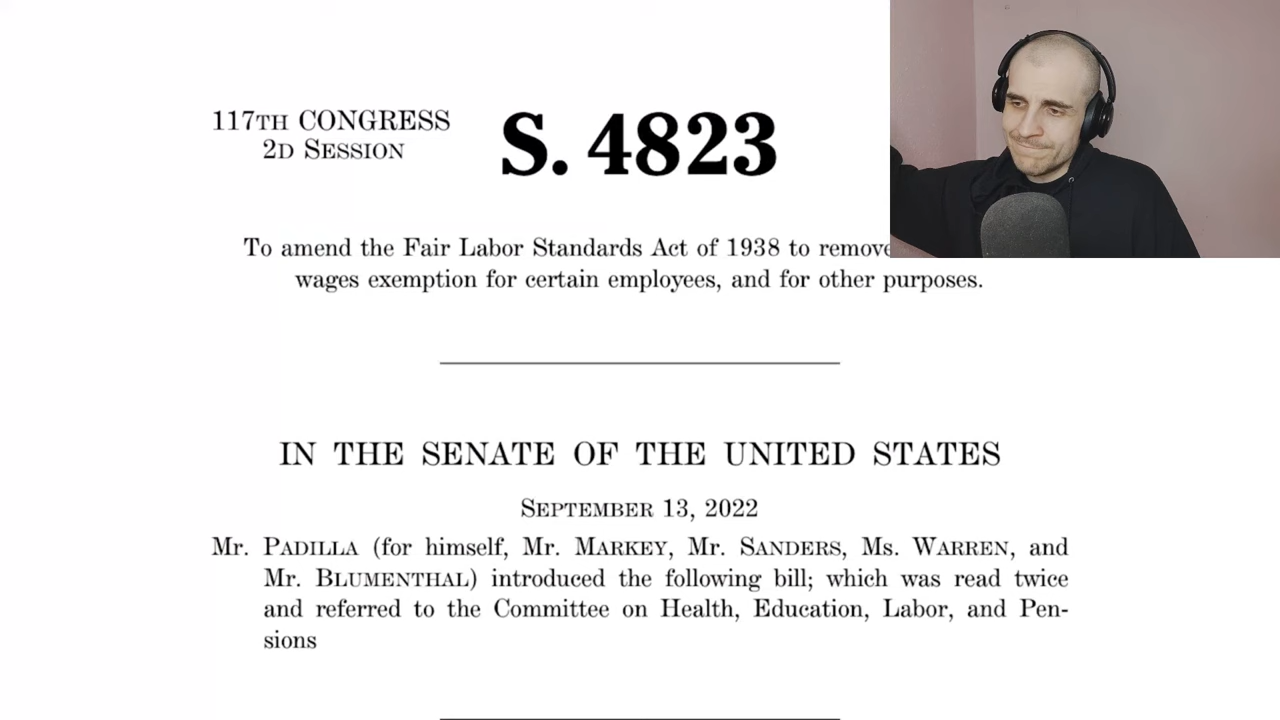 117TH CONGRESS
2D SESSION
S. 4823
To amend the Fair Labor Standards Act of 1938 to remove
wages exemption for certain employees, and for other purposes.
IN THE SENATE OF THE UNITED STATES
SEPTEMBER 13, 2022
Mr. PADILLA (for himself, Mr. MARKEY, Mr. SANDERS, Ms. WARREN, and
Mr. BLUMENTHAL) introduced the following bill; which was read twice
and referred to the Committee on Health, Education, Labor, and Pen-
sions